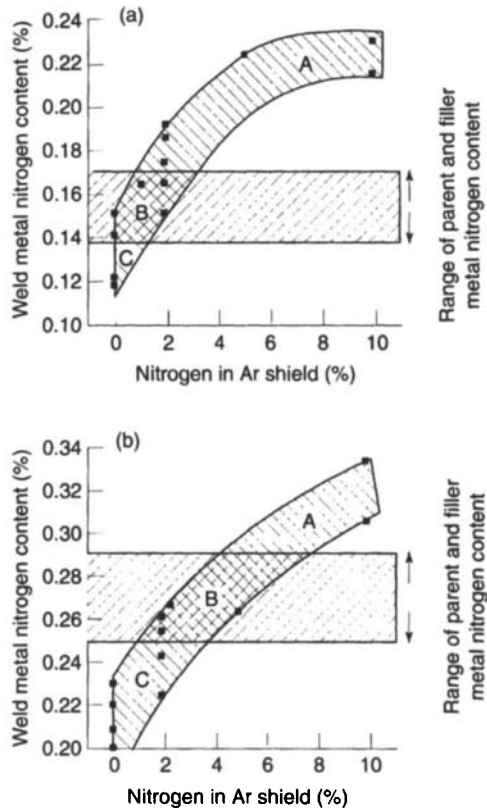 (a)
Weld metal nitrogen content (%)
0.24
0.22
0.20
0.18
0.16
0.14
0.12
0.10
A
B
C
0 2 4 6 8 10
Nitrogen in Ar shield (%)
Range of parent and filler
metal nitrogen content
(b)
Weld metal nitrogen content (%)
0.34
0.32
0.30
0.28
0.26
0.24
0.22
0.20
A
B
C
0 2 4 6 8 10
Nitrogen in Ar shield (%)
Range of parent and filler
metal nitrogen content